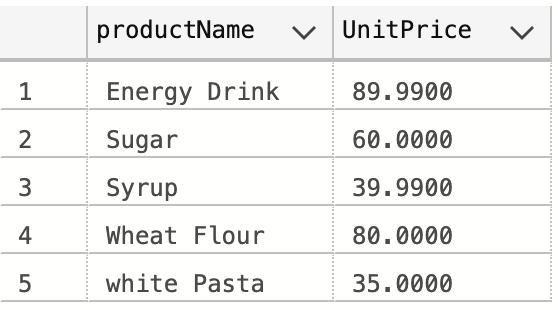 productName UnitPrice
1 Energy Drink 89.9900
2 Sugar 60.0000
3 Syrup 39.9900
4 Wheat Flour 80.0000
5 white Pasta 35.0000